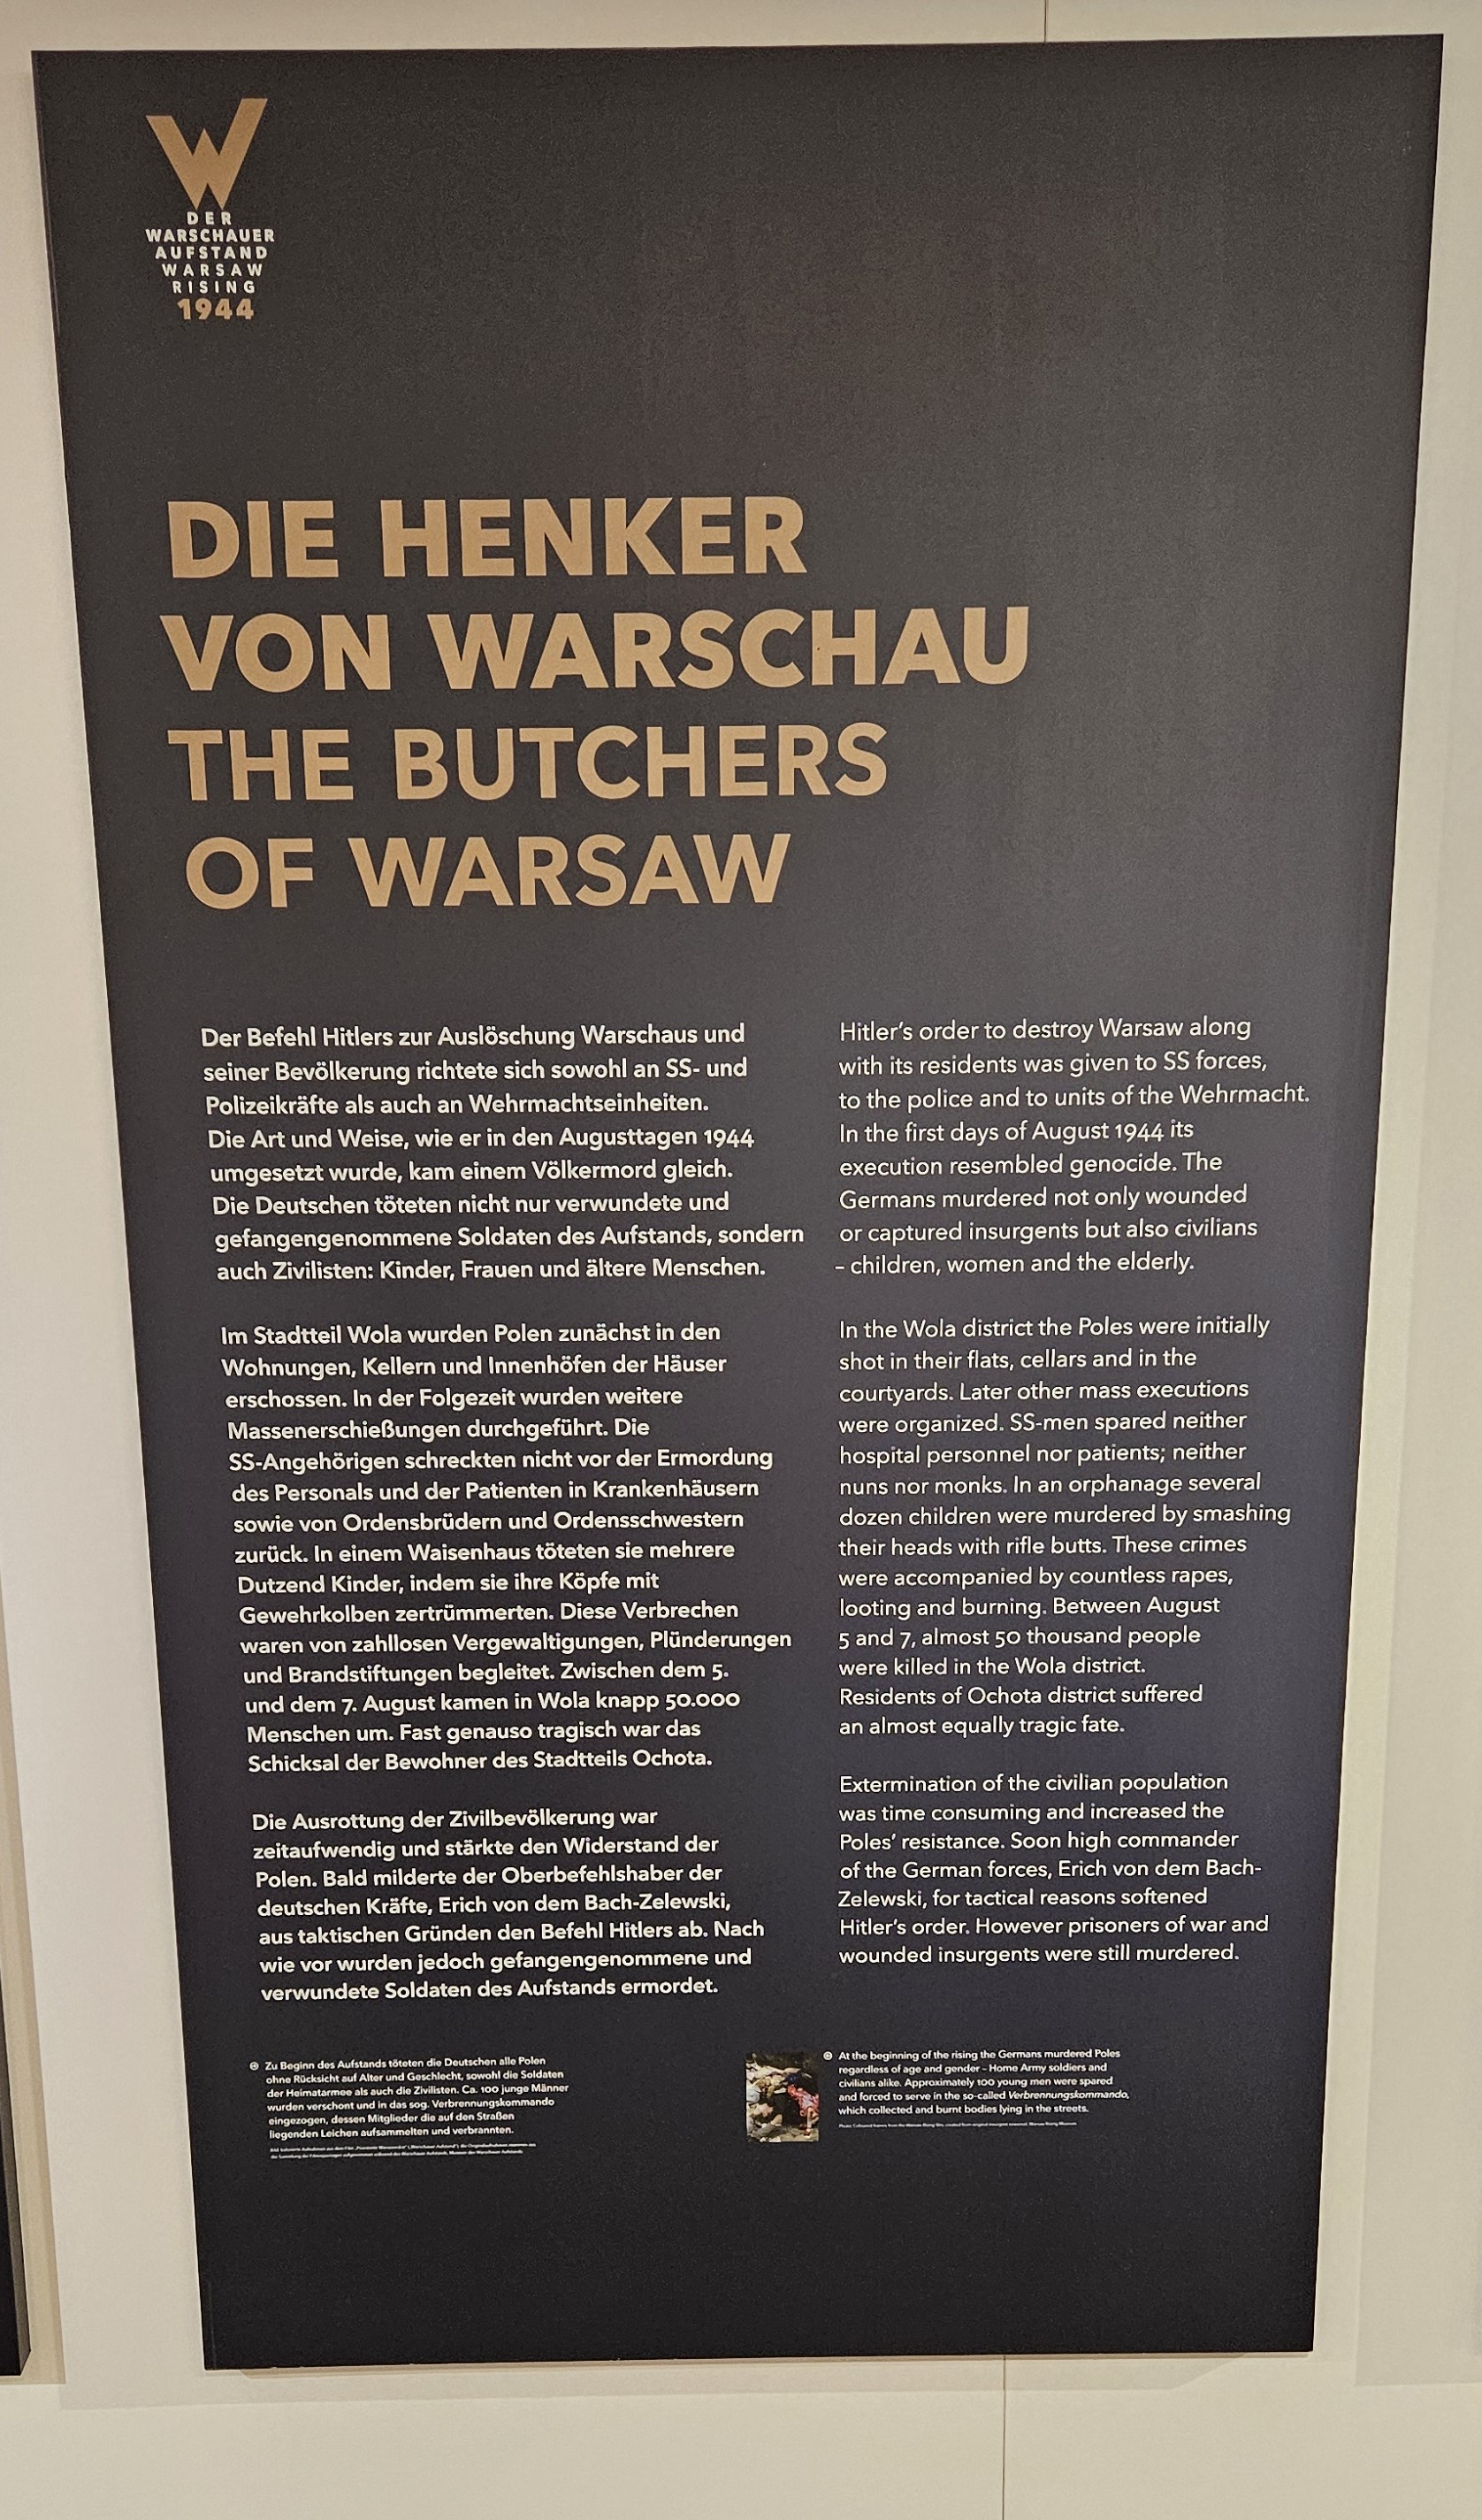 W
DER
WARSCHAUER
AUFSTAND
WARSAW
RISING
1944
DIE HENKER
VON WARSCHAU
THE BUTCHERS
OF WARSAW
Der Befehl Hitlers zur Auslöschung Warschaus und
seiner Bevölkerung richtete sich sowohl an SS- und
Polizeikräfte als auch an Wehrmachtseinheiten.
Die Art und Weise, wie er in den Augusttagen 1944
umgesetzt wurde, kam einem Völkermord gleich.
Die Deutschen töteten nicht nur verwundete und
gefangengenommene Soldaten des Aufstands, sondern
auch Zivilisten: Kinder, Frauen und ältere Menschen.
Im Stadtteil Wola wurden Polen zunächst in den
Wohnungen, Kellern und Innenhöfen der Häuser
erschossen. In der Folgezeit wurden weitere
Massenerschießungen durchgeführt. Die
SS-Angehörigen schreckten nicht vor der Ermordung
des Personals und der Patienten in Krankenhäusern
sowie von Ordensbrüdern und Ordensschwestern
zurück. In einem Waisenhaus töteten sie mehrere
Dutzend Kinder, indem sie ihre Köpfe mit
Gewehrkolben zertrümmerten. Diese Verbrechen
waren von zahllosen Vergewaltigungen, Plünderungen
und Brandstiftungen begleitet. Zwischen dem 5.
und dem 7. August kamen in Wola knapp 50.000
Menschen um. Fast genauso tragisch war das
Schicksal der Bewohner des Stadtteils Ochota.
Die Ausrottung der Zivilbevölkerung war
zeitaufwendig und stärkte den Widerstand der
Polen. Bald milderte der Oberbefehlshaber der
deutschen Kräfte, Erich von dem Bach-Zelewski,
aus taktischen Gründen den Befehl Hitlers ab. Nach
wie vor wurden jedoch gefangengenommene und
verwundete Soldaten des Aufstands ermordet.
Hitler's order to destroy Warsaw along
with its residents was given to SS forces,
to the police and to units of the Wehrmacht.
In the first days of August 1944 its
execution resembled genocide. The
Germans murdered not only wounded
or captured insurgents but also civilians
– children, women and the elderly.
In the Wola district the Poles were initially
shot in their flats, cellars and in the
courtyards. Later other mass executions
were organized. SS-men spared neither
hospital personnel nor patients; neither
nuns nor monks. In an orphanage several
dozen children were murdered by smashing
their heads with rifle butts. These crimes
were accompanied by countless rapes,
looting and burning. Between August
5 and 7, almost 50 thousand people
were killed in the Wola district.
Residents of Ochota district suffered
an almost equally tragic fate.
Extermination of the civilian population
was time consuming and increased the
Poles' resistance. Soon high commander
of the German forces, Erich von dem Bach-
Zelewski, for tactical reasons softened
Hitler's order. However prisoners of war and
wounded insurgents were still murdered.
Zu Beginn des Aufstands töteten die Deutschen alle Polen
ohne Rücksicht auf Alter und Geschlecht, sowohl die Soldaten
der Heimatarmee als auch die Zivilisten. Ca. 100 junge Männer
wurden verschont und in das sog. Verbrennungskommando
eingezogen, dessen Mitglieder die auf den Straßen
liegenden Leichen aufsammelten und verbrannten.
At the beginning of the rising the Germans murdered Poles
regardless of age and gender – Home Army soldiers and
civilians alike. Approximately 100 young men were spared
and forced to serve in the so-called Verbrennungskommando,
which collected and burnt bodies lying in the streets.